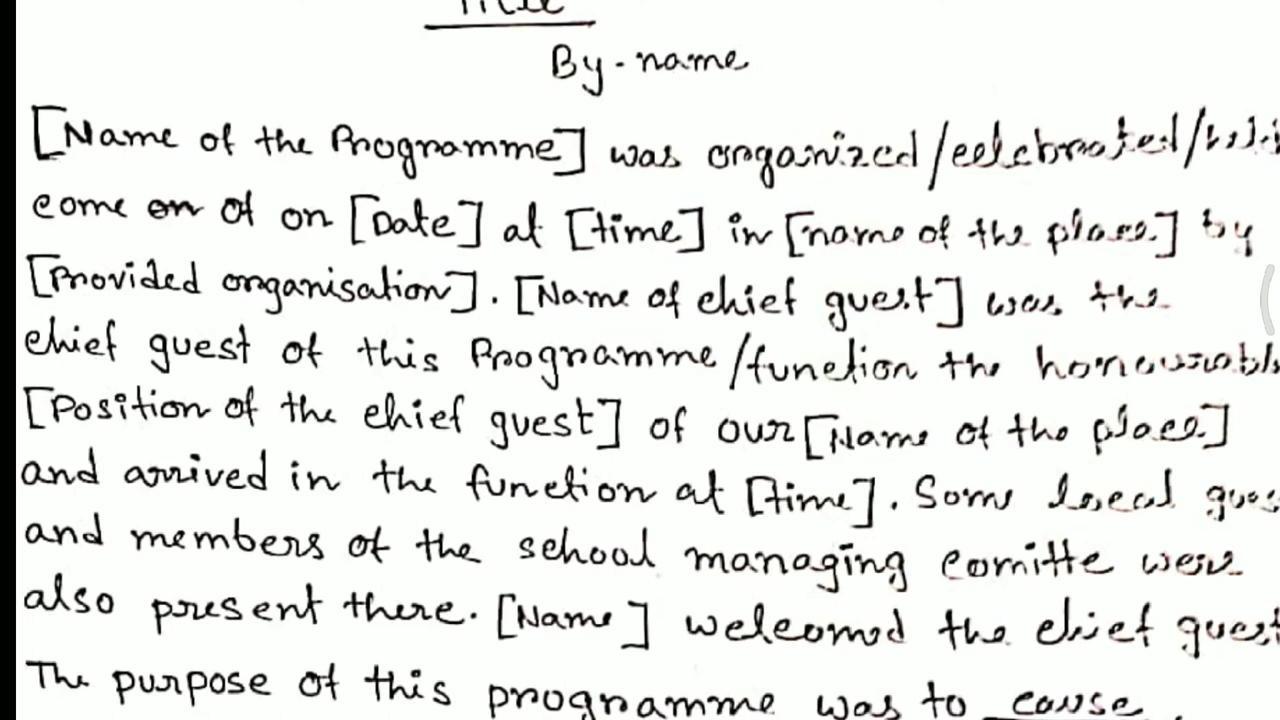 Title
By - name
[Name of the Programme] was organized/celebrated/
come on of on [Date] at [time] in [name of the place] by
[Provided organisation]. [Name of chief guest] was the
chief guest of this Programme/function the honourabl
[Position of the chief guest] of our [Name of the place]
and arrived in the function at [time]. Some local gues
and members of the school managing comitte were
also present there. [Name] welcomed the chief guest
The purpose of this programme was to cause.